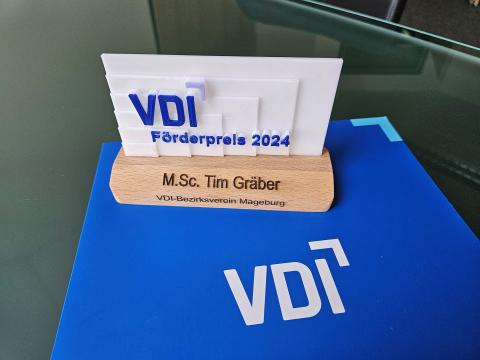 VDI
Förderpreis 2024
M.Sc. Tim Gräber
VDI-Bezirksverein Mageburg
VDI